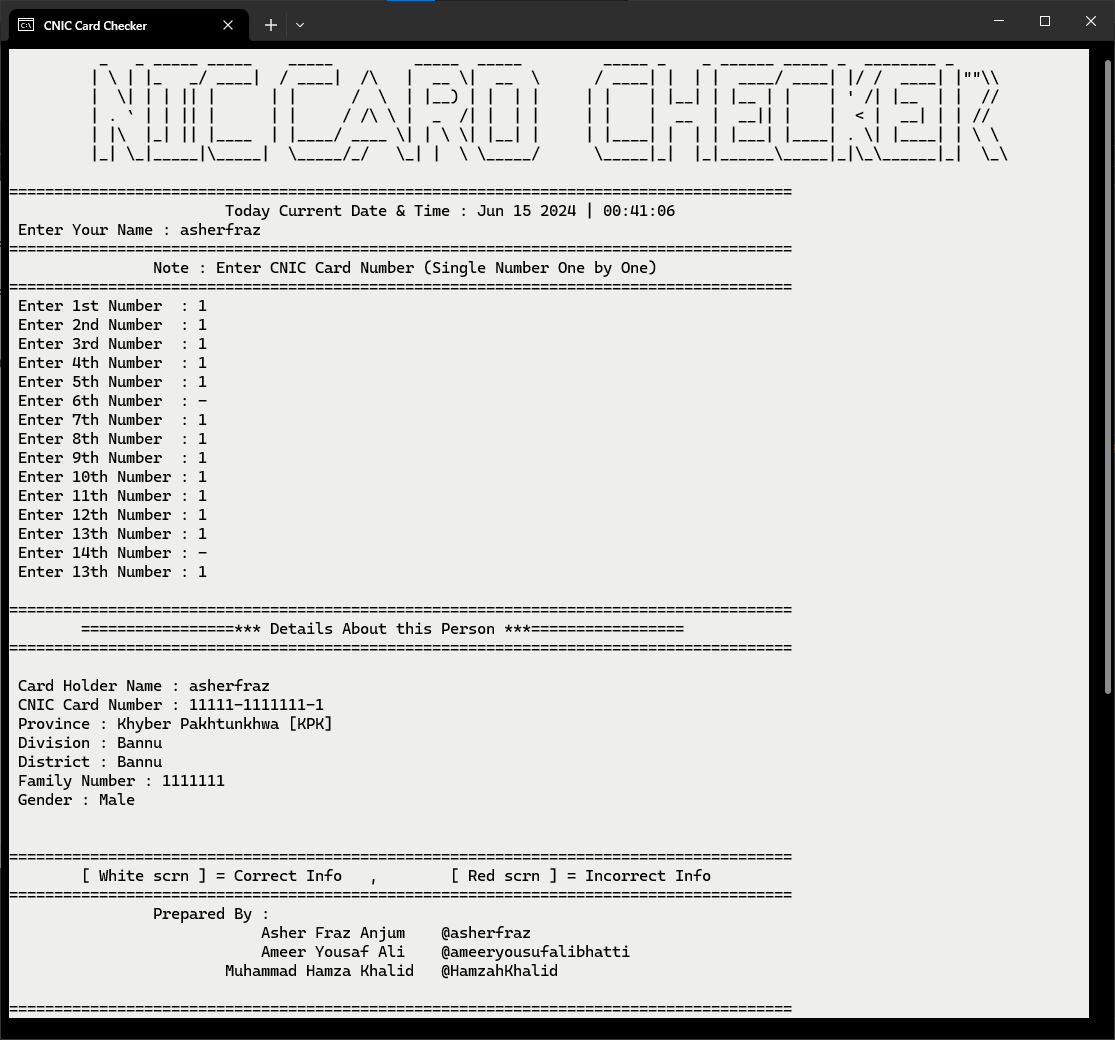 CNIC Card Checker
NIC CARD CHECKER
=======================================================================================
Today Current Date & Time : Jun 15 2024 | 00:41:06
Enter Your Name : asherfraz
=======================================================================================
Note : Enter CNIC Card Number (Single Number One by One)
=======================================================================================
Enter 1st Number  : 1
Enter 2nd Number  : 1
Enter 3rd Number  : 1
Enter 4th Number  : 1
Enter 5th Number  : 1
Enter 6th Number  : -
Enter 7th Number  : 1
Enter 8th Number  : 1
Enter 9th Number  : 1
Enter 10th Number : 1
Enter 11th Number : 1
Enter 12th Number : 1
Enter 13th Number : 1
Enter 14th Number : -
Enter 13th Number : 1
=======================================================================================
=================*** Details About this Person ***=================
=======================================================================================
Card Holder Name : asherfraz
CNIC Card Number : 11111-1111111-1
Province : Khyber Pakhtunkhwa [KPK]
Division : Bannu
District : Bannu
Family Number : 1111111
Gender : Male
=======================================================================================
[ White scrn ] = Correct Info   ,        [ Red scrn ] = Incorrect Info
=======================================================================================
Prepared By :
Asher Fraz Anjum    @asherfraz
Ameer Yousaf Ali    @ameeryousufalibhatti
Muhammad Hamza Khalid   @HamzahKhalid
=======================================================================================